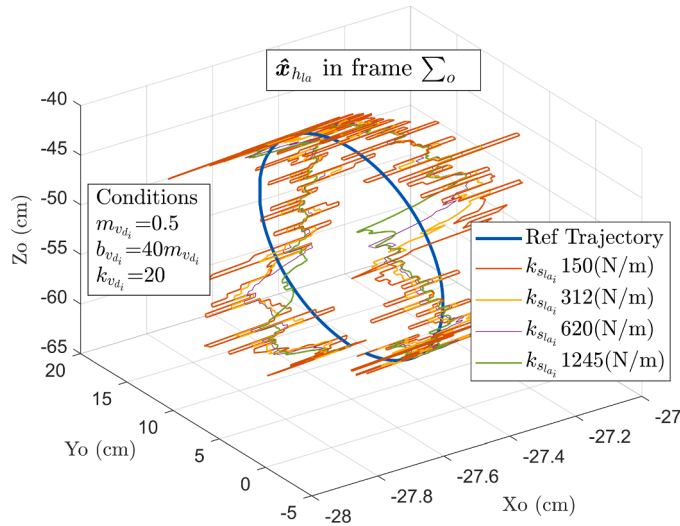 x̂_{h_{la}} in frame ∑_o
-40
-45
-50
-55
-60
-65
Zo (cm)
Conditions
m_{v_{d_i}}=0.5
b_{v_{d_i}}=40m_{v_{d_i}}
k_{v_{d_i}}=20
Ref Trajectory
k_{s_{la_i}} 150(N/m)
k_{s_{la_i}} 312(N/m)
k_{s_{la_i}} 620(N/m)
k_{s_{la_i}} 1245(N/m)
20
15
10
5
0
-5
Yo (cm)
-28
-27.8
-27.6
-27.4
-27.2
-27
Xo (cm)